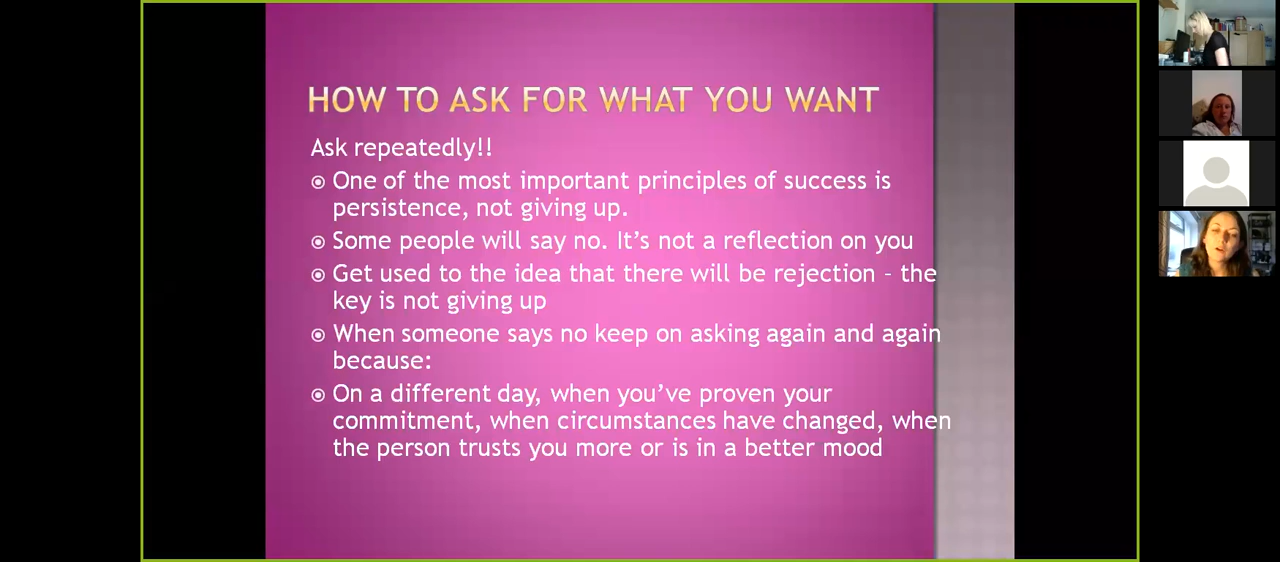 HOW TO ASK FOR WHAT YOU WANT
Ask repeatedly!!
One of the most important principles of success is
persistence, not giving up.
Some people will say no. It's not a reflection on you
Get used to the idea that there will be rejection – the
key is not giving up
When someone says no keep on asking again and again
because:
On a different day, when you've proven your
commitment, when circumstances have changed, when
the person trusts you more or is in a better mood